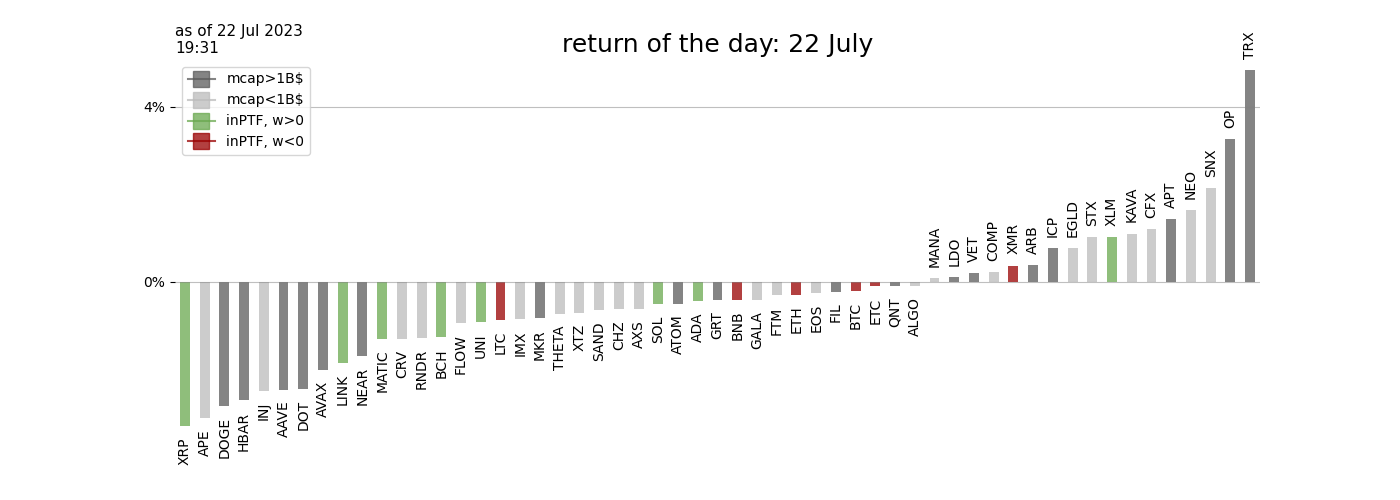 as of 22 Jul 2023
19:31
return of the day: 22 July
mcap>1B$
mcap<1B$
inPTF, w>0
inPTF, w<0
4%
0%
XRP
APE
DOGE
HBAR
INJ
AAVE
DOT
AVAX
LINK
NEAR
MATIC
CRV
RNDR
BCH
FLOW
UNI
LTC
IMX
MKR
THETA
XTZ
SAND
CHZ
AXS
SOL
ATOM
ADA
GRT
BNB
GALA
FTM
ETH
EOS
FIL
BTC
ETC
QNT
ALGO
MANA
LDO
VET
COMP
XMR
ARB
ICP
EGLD
STX
XLM
KAVA
CFX
APT
NEO
SNX
OP
TRX